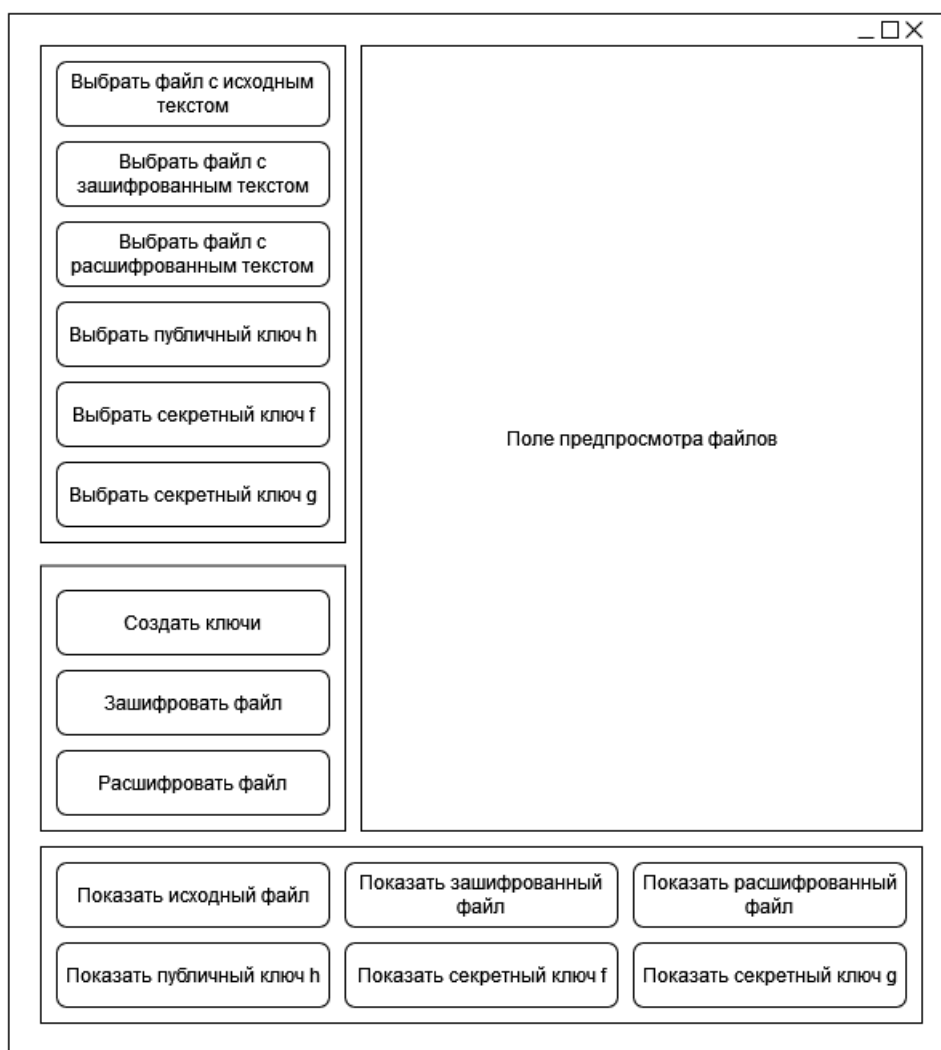 Выбрать файл с исходным
текстом
Выбрать файл с
зашифрованным текстом
Выбрать файл с
расшифрованным текстом
Выбрать публичный ключ h
Выбрать секретный ключ f
Выбрать секретный ключ g
Поле предпросмотра файлов
Создать ключи
Зашифровать файл
Расшифровать файл
Показать исходный файл
Показать зашифрованный
файл
Показать расшифрованный
файл
Показать публичный ключ h
Показать секретный ключ f
Показать секретный ключ g